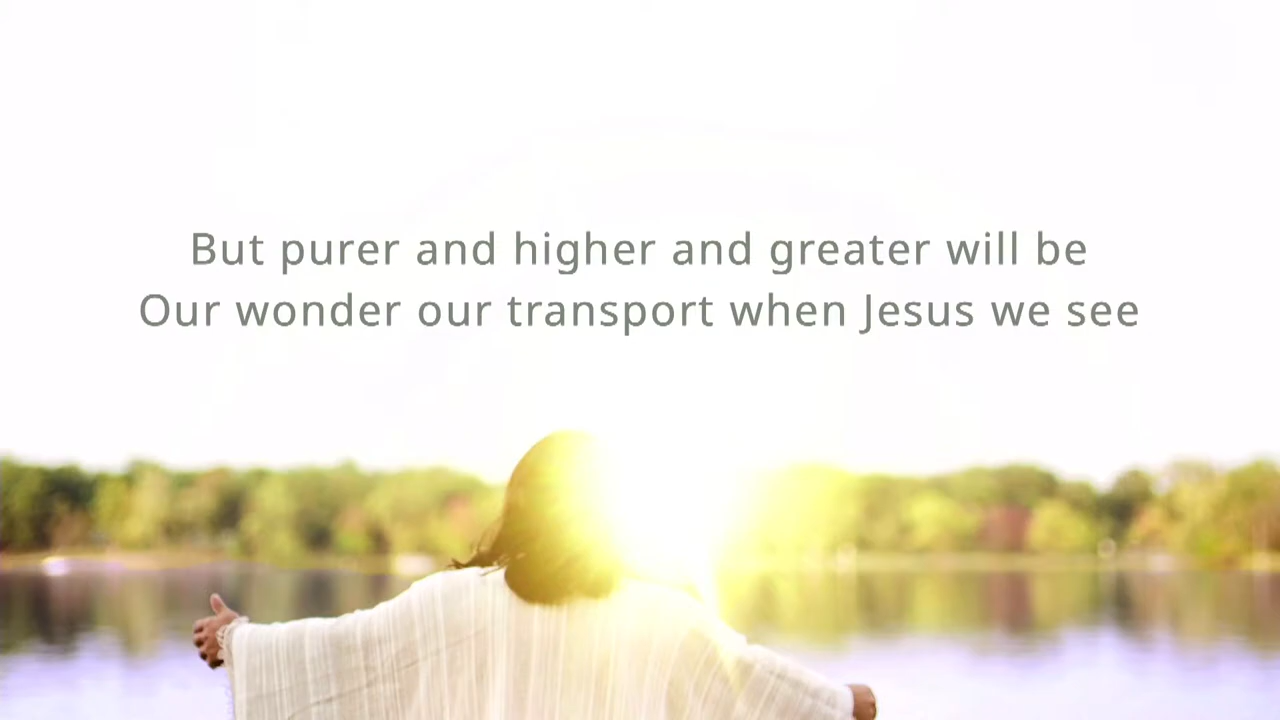 But purer and higher and greater will be
Our wonder our transport when Jesus we see